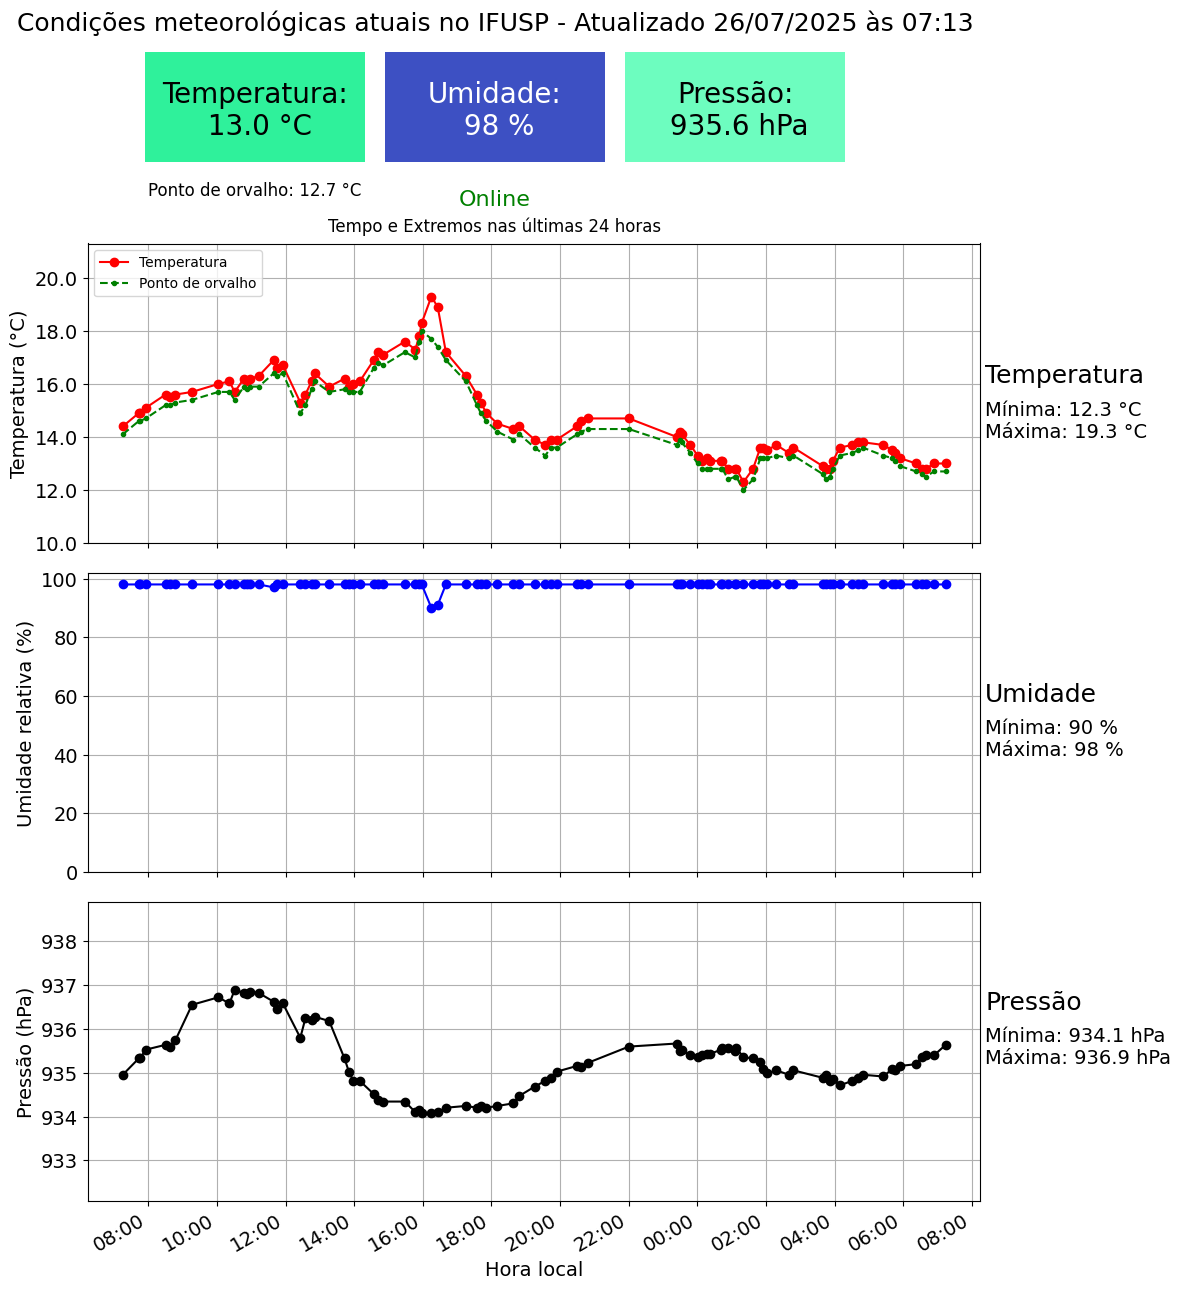 Condições meteorológicas atuais no IFUSP - Atualizado 26/07/2025 às 07:13
Temperatura:
13.0 °C
Umidade:
98 %
Pressão:
935.6 hPa
Ponto de orvalho: 12.7 °C
Online
Tempo e Extremos nas últimas 24 horas
Temperatura
Ponto de orvalho
Temperatura (°C)
20.0
18.0
16.0
14.0
12.0
10.0
Temperatura
Mínima: 12.3 °C
Máxima: 19.3 °C
Umidade relativa (%)
100
80
60
40
20
0
Umidade
Mínima: 90 %
Máxima: 98 %
Pressão (hPa)
938
937
936
935
934
933
Pressão
Mínima: 934.1 hPa
Máxima: 936.9 hPa
08:00 10:00 12:00 14:00 16:00 18:00 20:00 22:00 00:00 02:00 04:00 06:00 08:00
Hora local